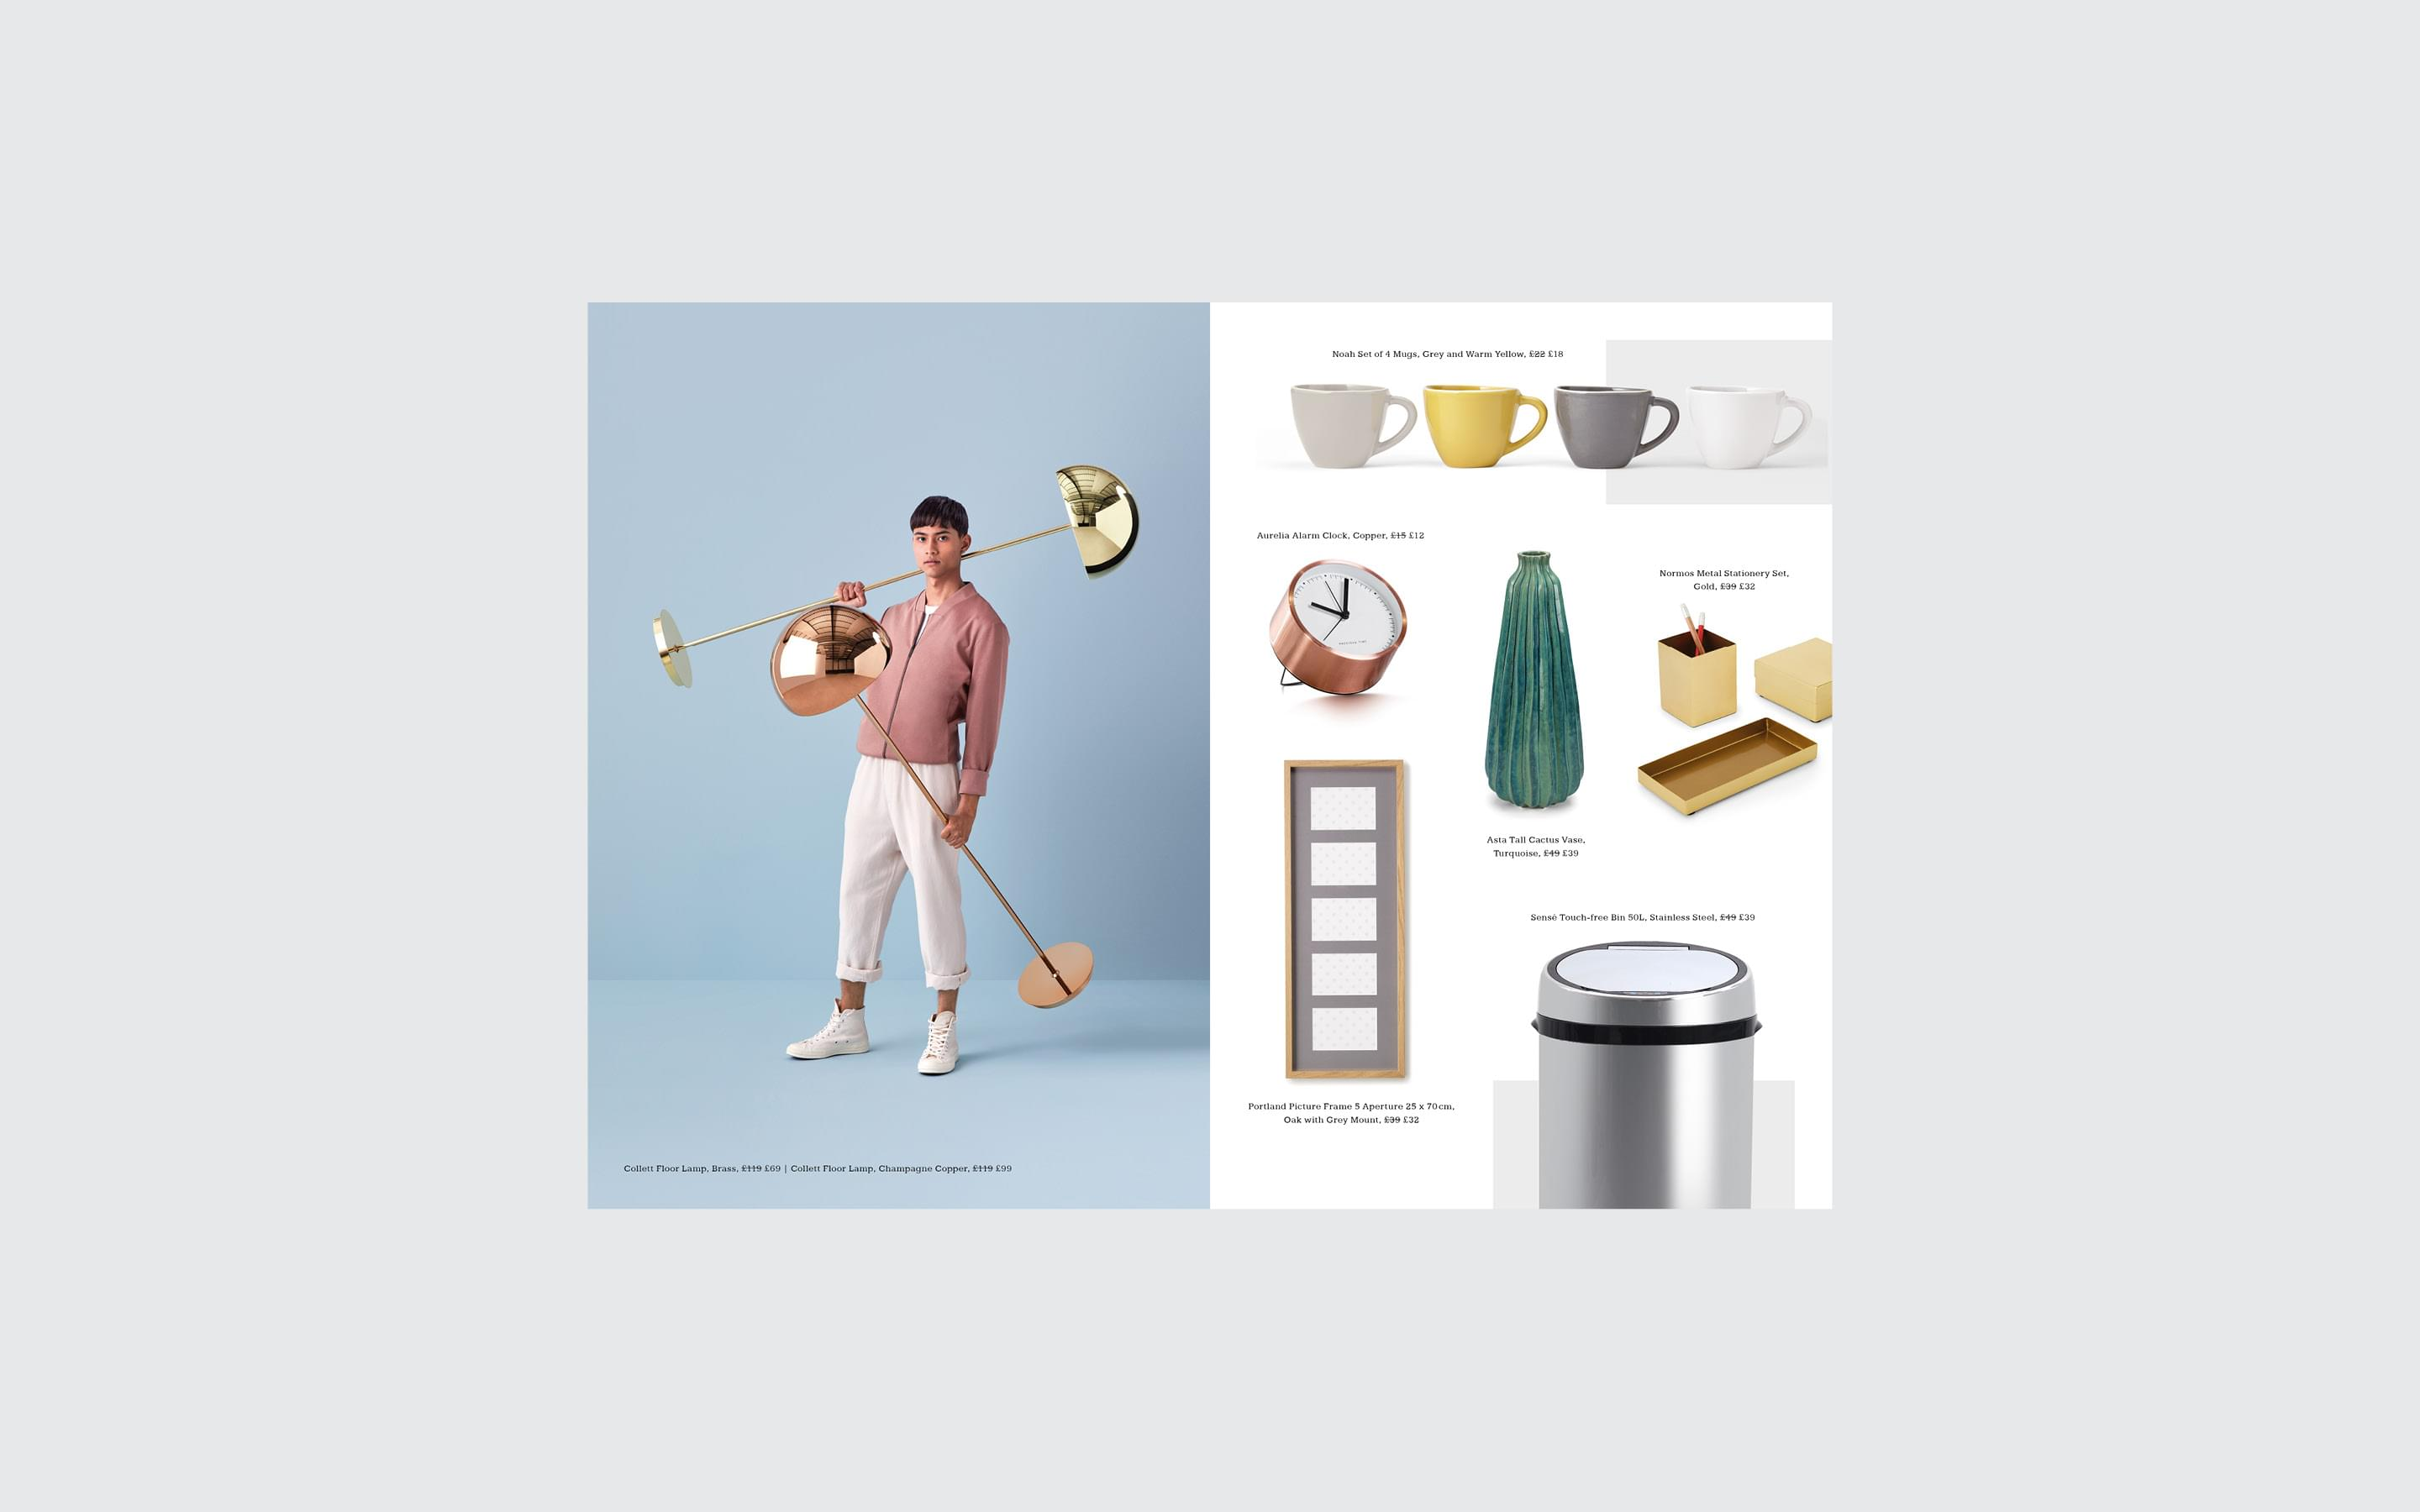 Collett Floor Lamp, Brass, £119 £69 | Collett Floor Lamp, Champagne Copper, £119 £99
Noah Set of 4 Mugs, Grey and Warm Yellow, £22 £18
Aurelia Alarm Clock, Copper, £15 £12
Normos Metal Stationery Set,
Gold, £39 £32
Asta Tall Cactus Vase,
Turquoise, £49 £39
Sensé Touch-free Bin 50L, Stainless Steel, £49 £39
Portland Picture Frame 5 Aperture 25 x 70cm,
Oak with Grey Mount, £39 £32